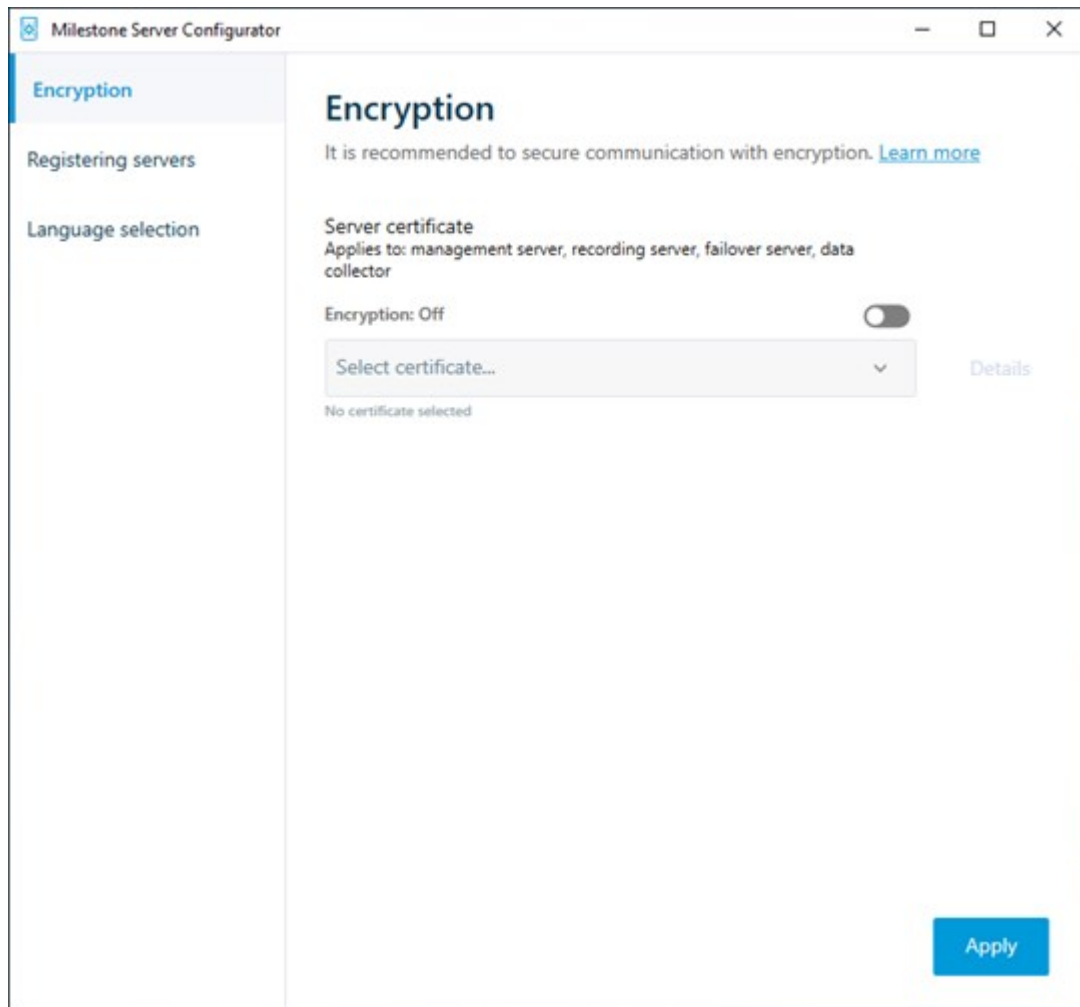 Milestone Server Configurator
Encryption
Registering servers
Language selection
Encryption
It is recommended to secure communication with encryption. Learn more
Server certificate
Applies to: management server, recording server, failover server, data
collector
Encryption: Off
Select certificate...
Details
No certificate selected
Apply